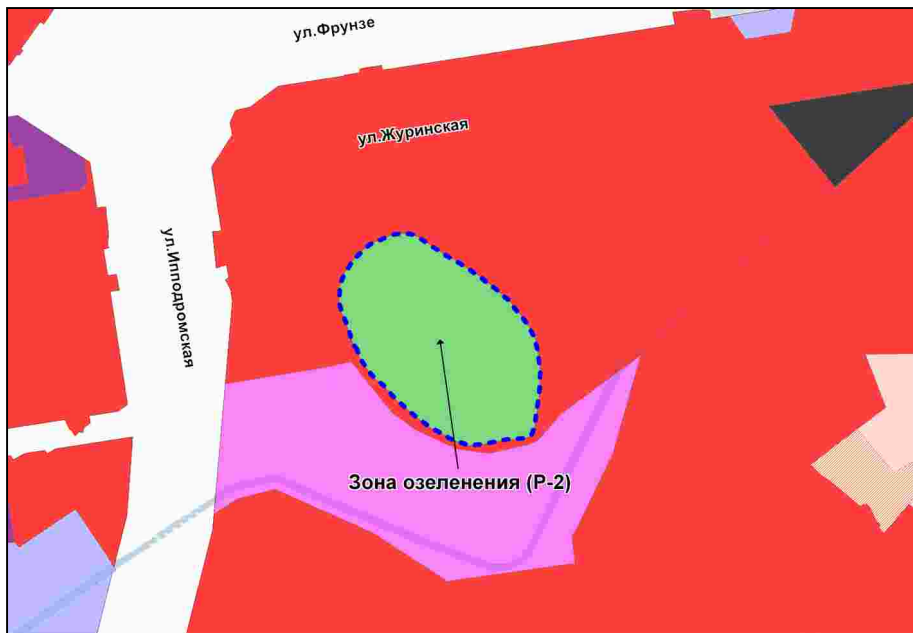 ул.Фрунзе
ул.Журинская
ул.Ипподромская
Зона озеленения (Р-2)